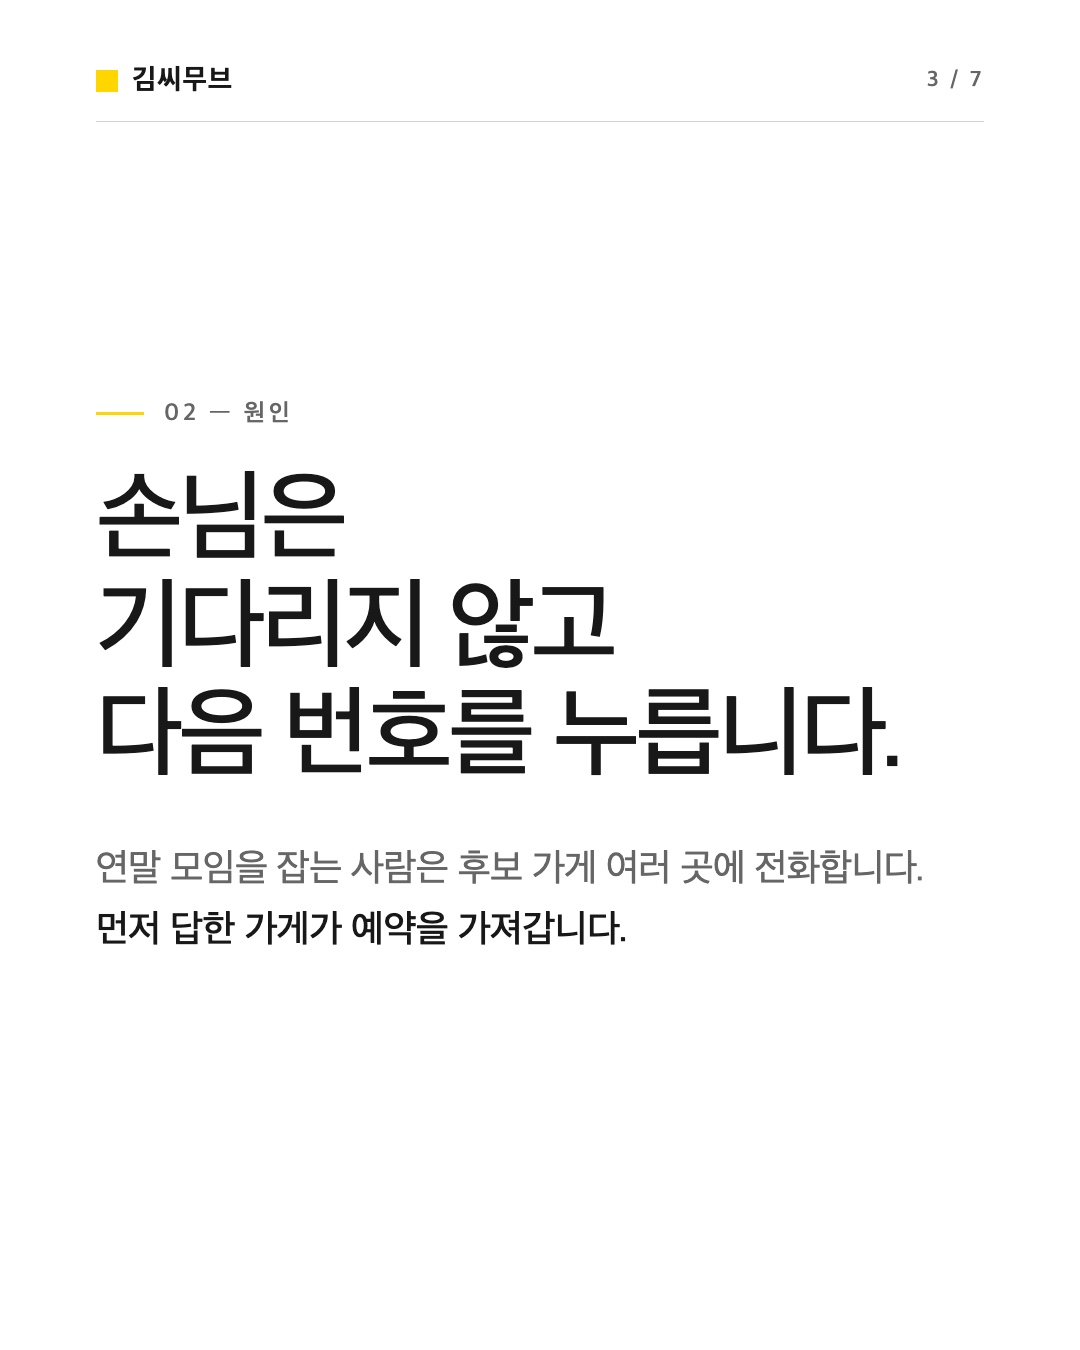 김씨무브
3 / 7
02 — 원인
손님은
기다리지 않고
다음 번호를 누릅니다.
연말 모임을 잡는 사람은 후보 가게 여러 곳에 전화합니다.
먼저 답한 가게가 예약을 가져갑니다.